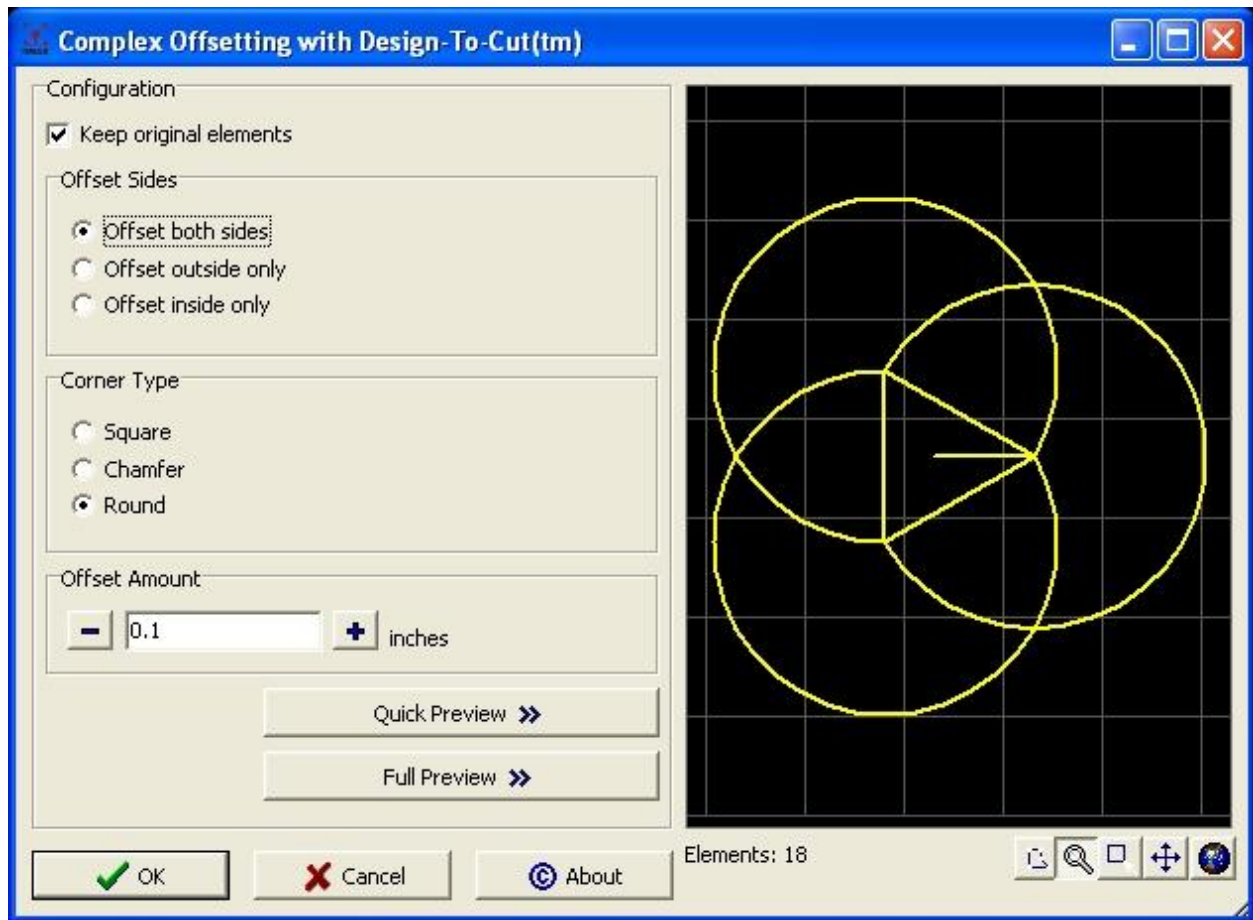 Complex Offsetting with Design-To-Cut(tm)
Configuration
Keep original elements
Offset Sides
Offset both sides
Offset outside only
Offset inside only
Corner Type
Square
Chamfer
Round
Offset Amount
0.1
inches
Quick Preview »
Full Preview »
OK
Cancel
© About
Elements: 18